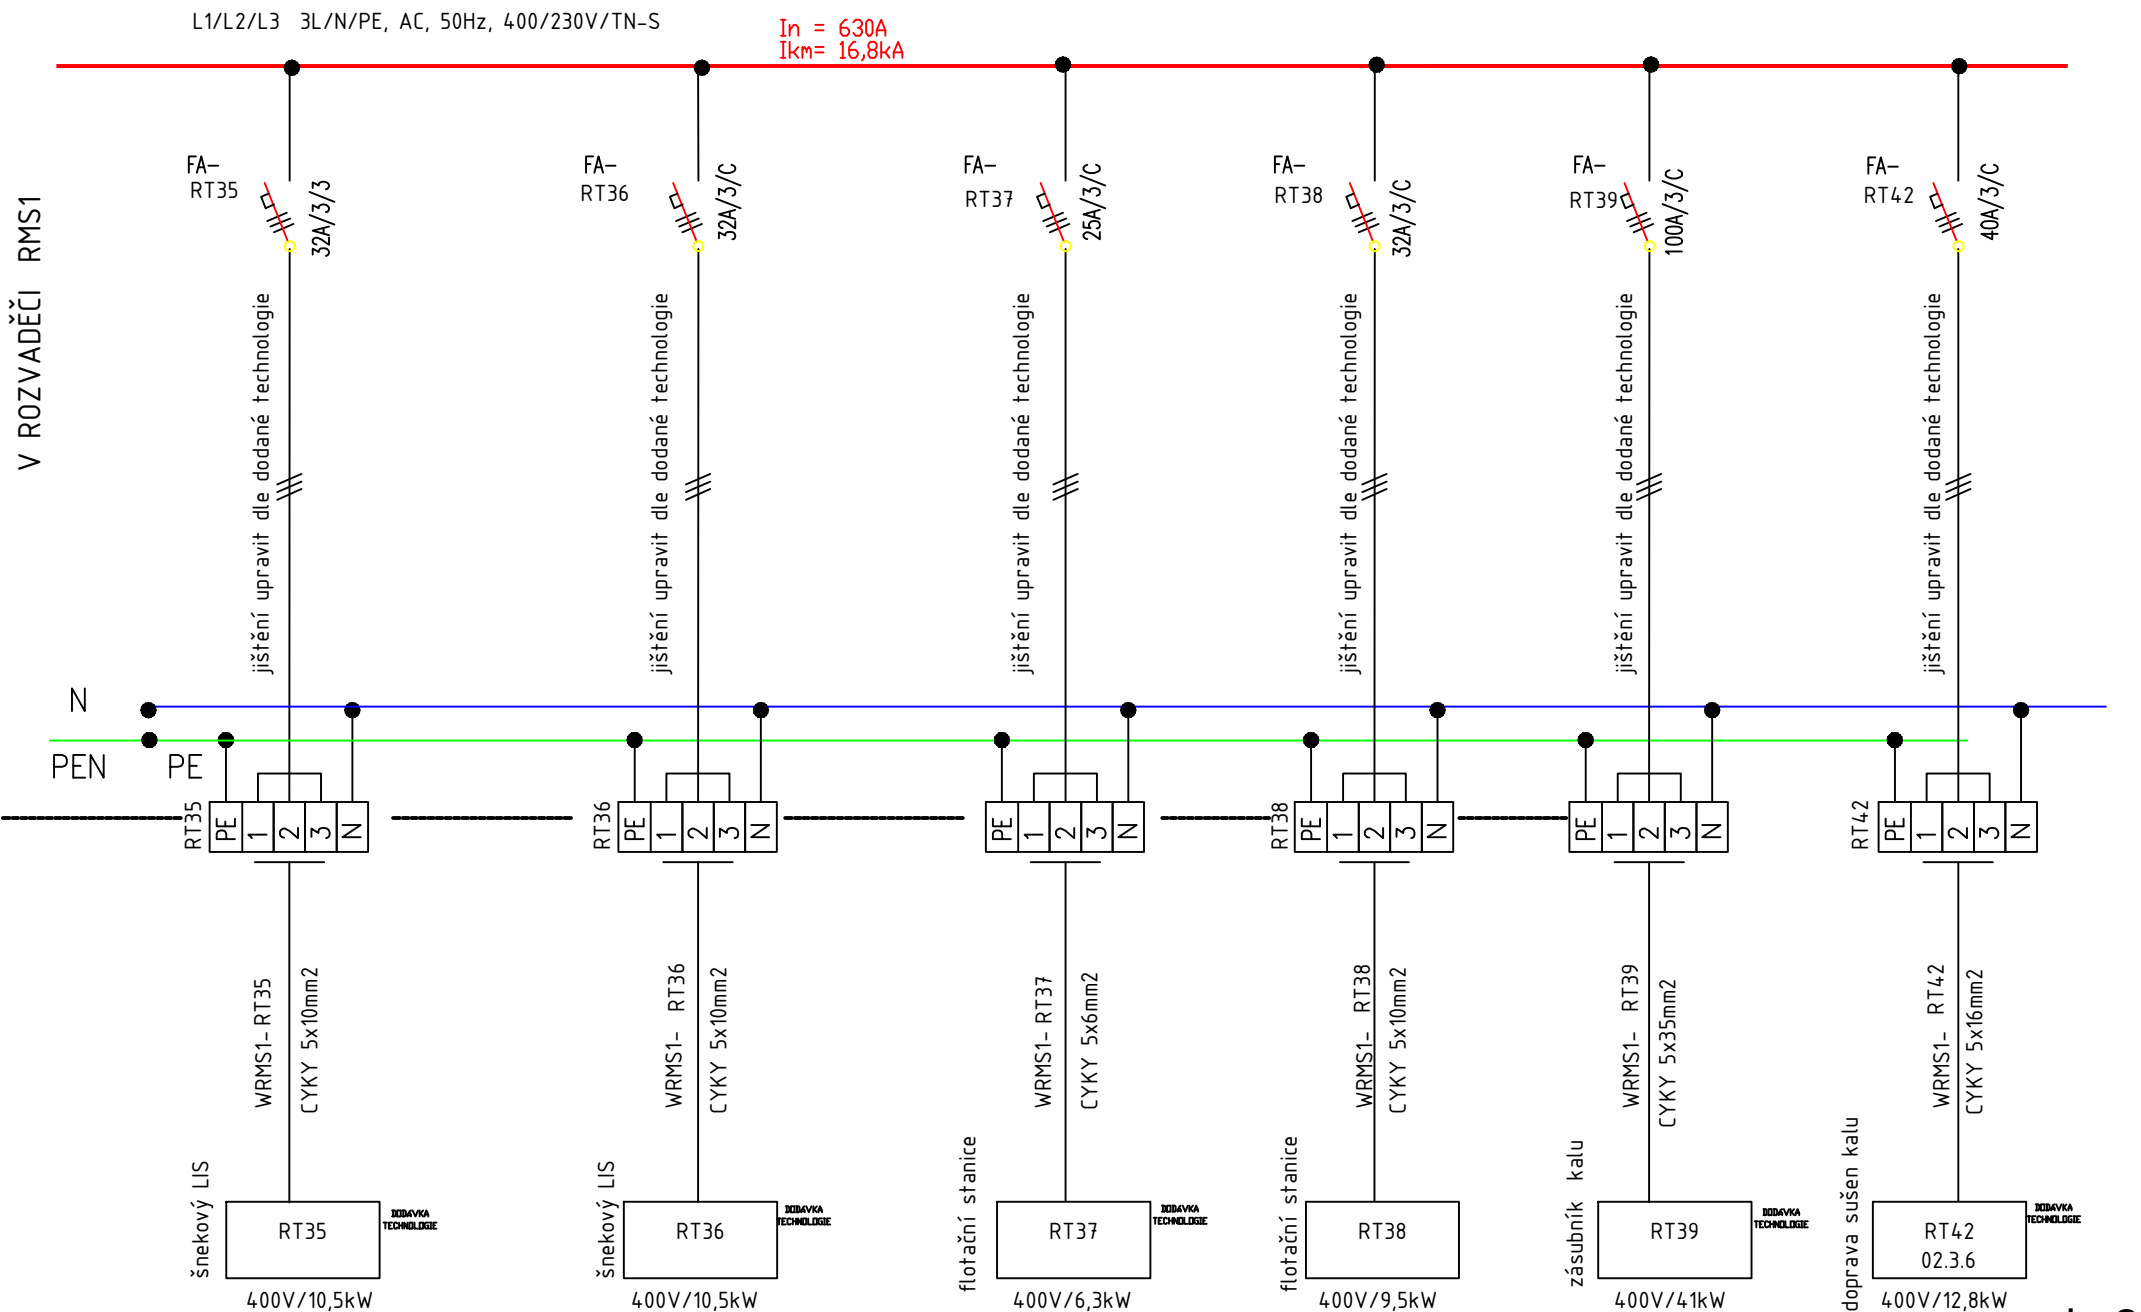 L1/L2/L3 3L/N/PE, AC, 50Hz, 400/230V/TN-S
In = 630A
Ikm= 16,8kA
V ROZVADĚČI RMS1
FA-
RT35
32A/3/3
FA-
RT36
32A/3/C
FA-
RT37
25A/3/C
FA-
RT38
32A/3/C
FA-
RT39
100A/3/C
FA-
RT42
40A/3/C
jištění upravit dle dodané technologie
jištění upravit dle dodané technologie
jištění upravit dle dodané technologie
jištění upravit dle dodané technologie
jištění upravit dle dodané technologie
jištění upravit dle dodané technologie
N
PEN
PE
RT35
PE 1 2 3 N
RT36
PE 1 2 3 N
PE 1 2 3 N
RT38
PE 1 2 3 N
PE 1 2 3 N
RT42
PE 1 2 3 N
WRMS1-RT35
CYKY 5x10mm2
WRMS1- RT36
CYKY 5x10mm2
WRMS1-RT37
CYKY 5x6mm2
WRMS1- RT38
CYKY 5x10mm2
WRMS1- RT39
CYKY 5x35mm2
WRMS1- RT42
CYKY 5x16mm2
šnekový LIS
RT35
DODÁVKA
TECHNOLOGIE
400V/10,5kW
šnekový LIS
RT36
DODÁVKA
TECHNOLOGIE
400V/10,5kW
flotační stanice
RT37
DODÁVKA
TECHNOLOGIE
400V/6,3kW
flotační stanice
RT38
400V/9,5kW
zásubník kalu
RT39
DODÁVKA
TECHNOLOGIE
400V/41kW
doprava sušen kalu
RT42
02.3.6
DODÁVKA
TECHNOLOGIE
400V/12,8kW